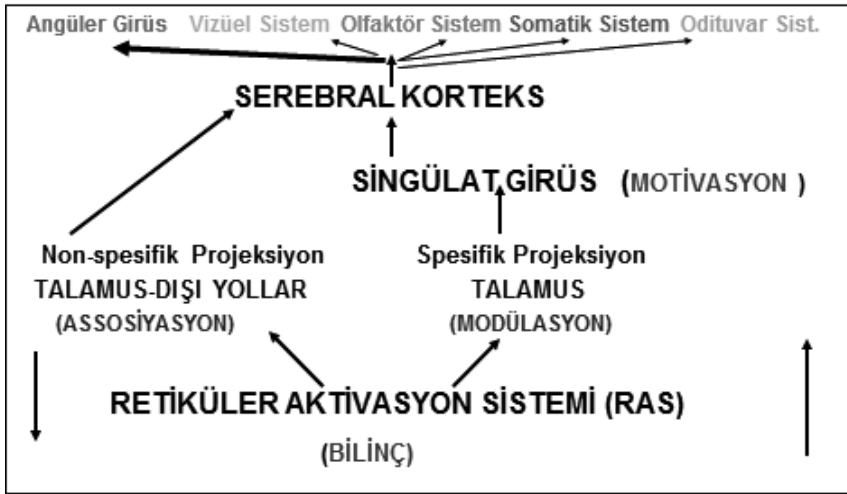 Angüler Girüs Vizüel Sistem Olfaktör Sistem Somatik Sistem Odituvar Sist.
SEREBRAL KORTEKS
SİNGÜLAT GİRÜS (MOTİVASYON )
Non-spesifik Projeksiyon Spesifik Projeksiyon
TALAMUS-DIŞI YOLLAR TALAMUS
(ASSOSİYASYON) (MODÜLASYON)
RETİKÜLER AKTİVASYON SİSTEMİ (RAS)
(BİLİNÇ)